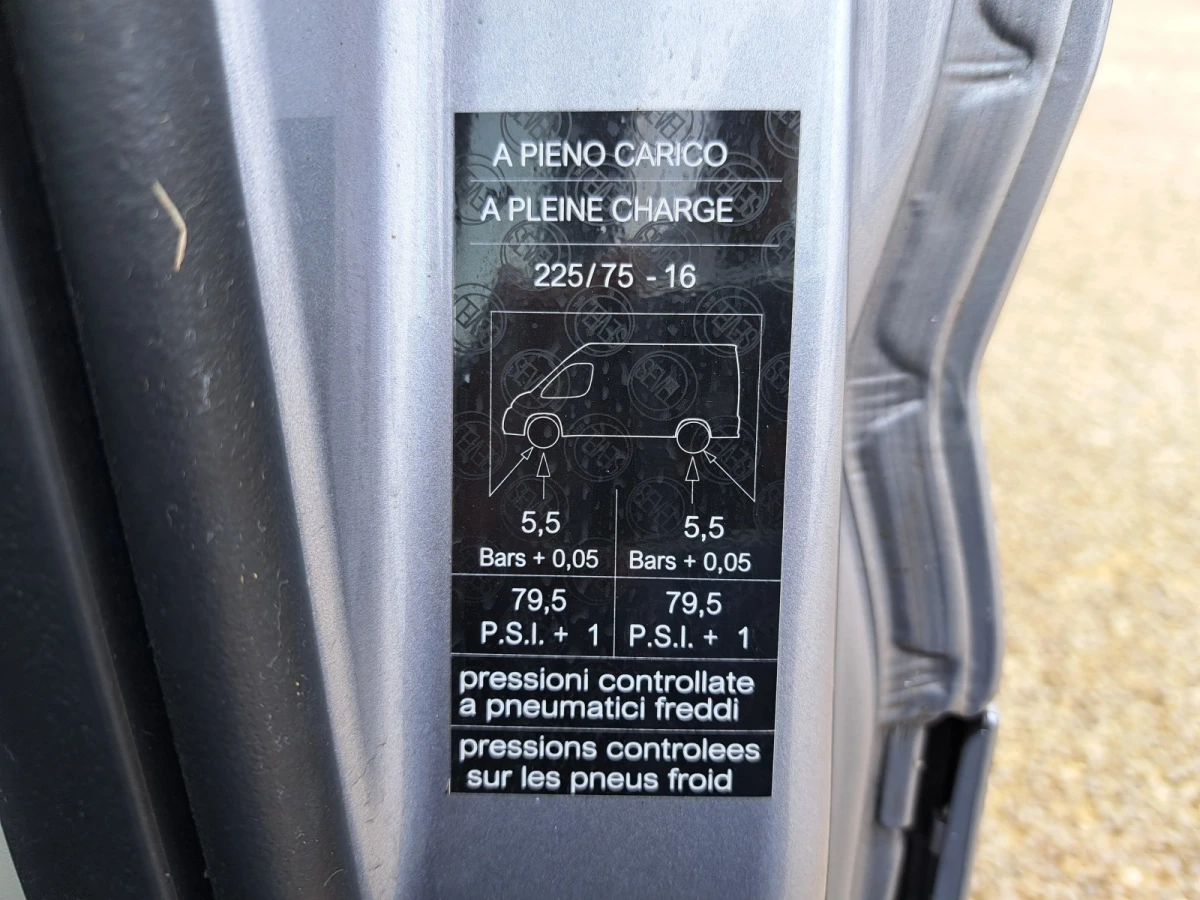 A PIENO CARICO
A PLEINE CHARGE
225/75 - 16
5,5 5,5
Bars + 0,05 Bars + 0,05
79,5 79,5
P.S.I. + 1 P.S.I. + 1
pressioni controllate
a pneumatici freddi
pressions controlees
sur les pneus froid